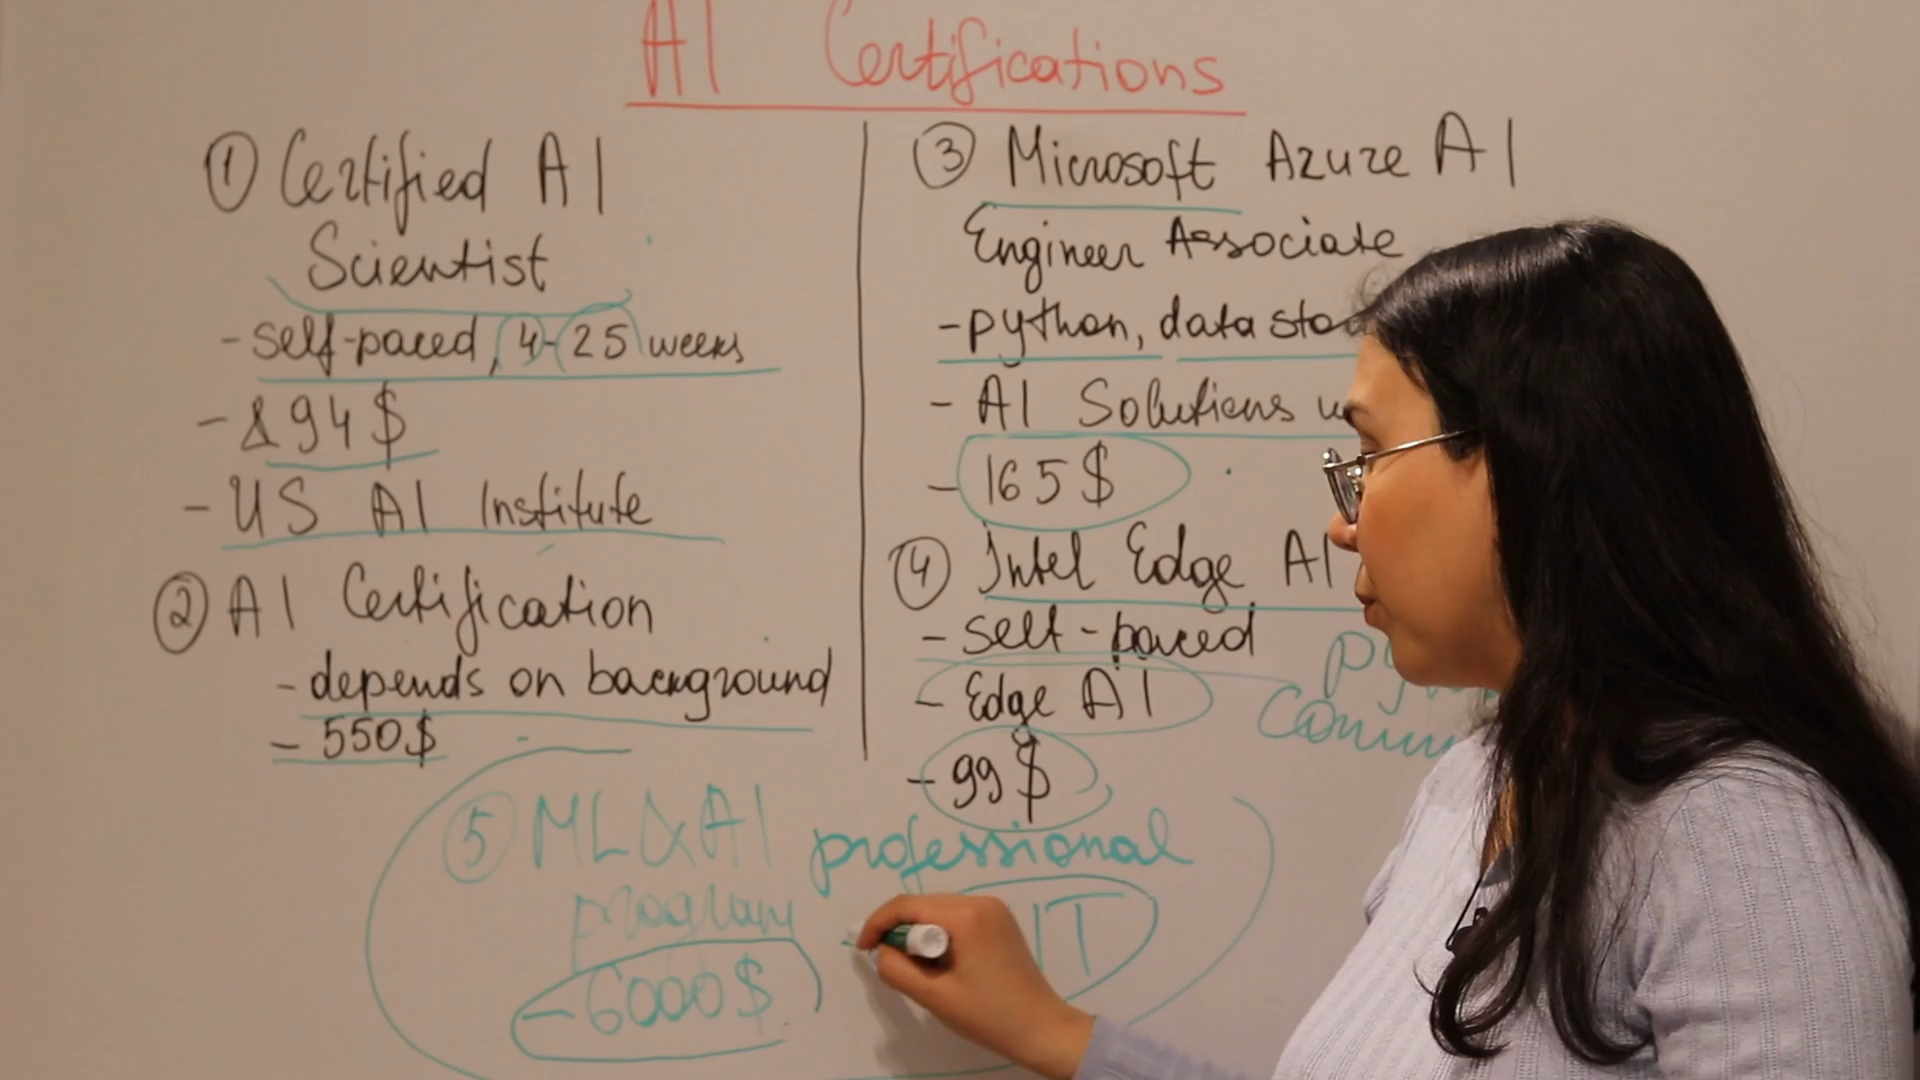 AI Certifications
① Certified AI
Scientist
- self-paced, 4-25 weeks
- 894$
- US AI Institute
② AI Certification
- depends on background
- 550$
③ Microsoft Azure AI
Engineer Associate
- python, data
- AI Solutions
- 165$
④ Intel Edge AI
- self-paced
- Edge AI
- 99$
⑤ ML&AI professional
program
- 6000$